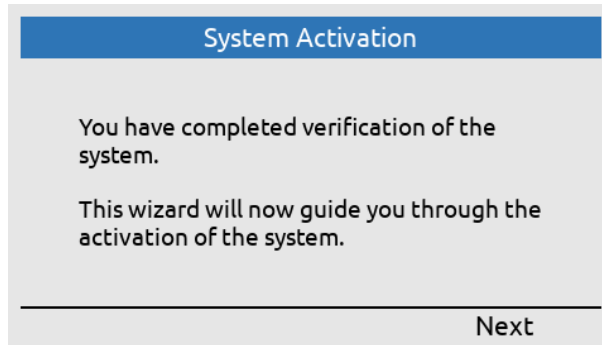 System Activation
You have completed verification of the
system.
This wizard will now guide you through the
activation of the system.
Next